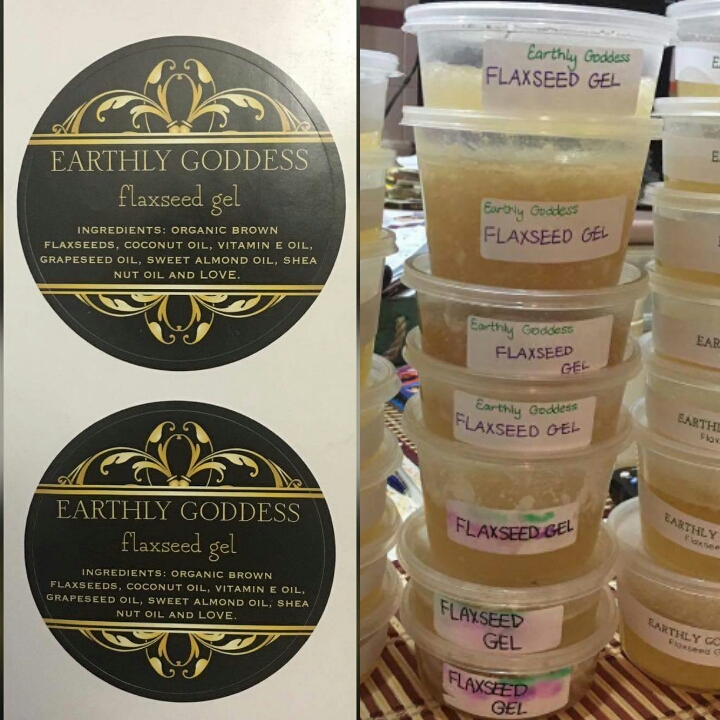 EARTHLY GODDESS
flaxseed gel
INGREDIENTS: ORGANIC BROWN
FLAXSEEDS, COCONUT OIL, VITAMIN E OIL,
GRAPESEED OIL, SWEET ALMOND OIL, SHEA
NUT OIL AND LOVE.
EARTHLY GODDESS
flaxseed gel
INGREDIENTS: ORGANIC BROWN
FLAXSEEDS, COCONUT OIL, VITAMIN E OIL,
GRAPESEED OIL, SWEET ALMOND OIL, SHEA
NUT OIL AND LOVE.
Earthly Goddess
FLAXSEED GEL
Earthly Goddess
FLAXSEED GEL
Earthly Goddess
FLAXSEED
GEL
Earthly Goddess
FLAXSEED GEL
FLAXSEED GEL
FLAXSEED
GEL
FLAXSEED
GEL
EARTHLY
EARTHLY
Flaxseed